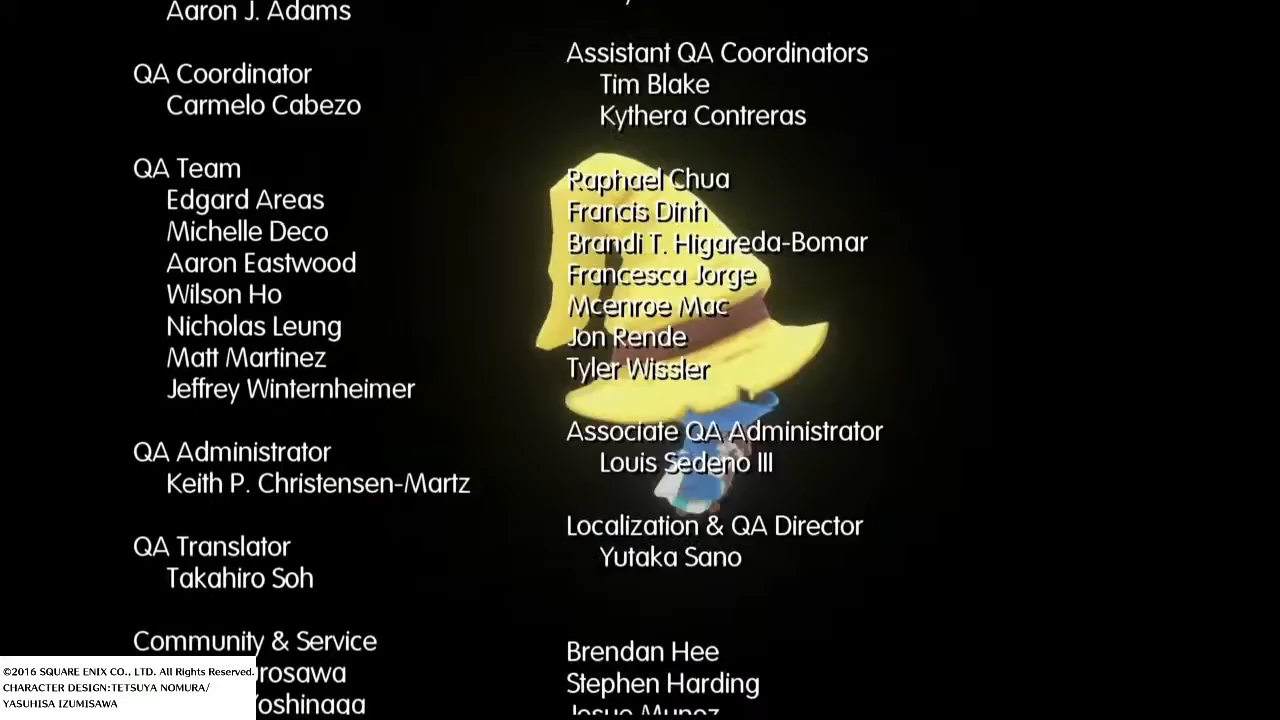 Aaron J. Adams
QA Coordinator
Carmelo Cabezo
QA Team
Edgard Areas
Michelle Deco
Aaron Eastwood
Wilson Ho
Nicholas Leung
Matt Martinez
Jeffrey Winternheimer
QA Administrator
Keith P. Christensen-Martz
QA Translator
Takahiro Soh
Community & Service
urosawa
Yoshinaga
Assistant QA Coordinators
Tim Blake
Kythera Contreras
Raphael Chua
Francis Dinh
Brandi T. Higareda-Bomar
Francesca Jorge
Mcenroe Mac
Jon Rende
Tyler Wissler
Associate QA Administrator
Louis Sedeno III
Localization & QA Director
Yutaka Sano
Brendan Hee
Stephen Harding
Josue Munoz
©2016 SQUARE ENIX CO., LTD. All Rights Reserved.
CHARACTER DESIGN:TETSUYA NOMURA/
YASUHISA IZUMISAWA